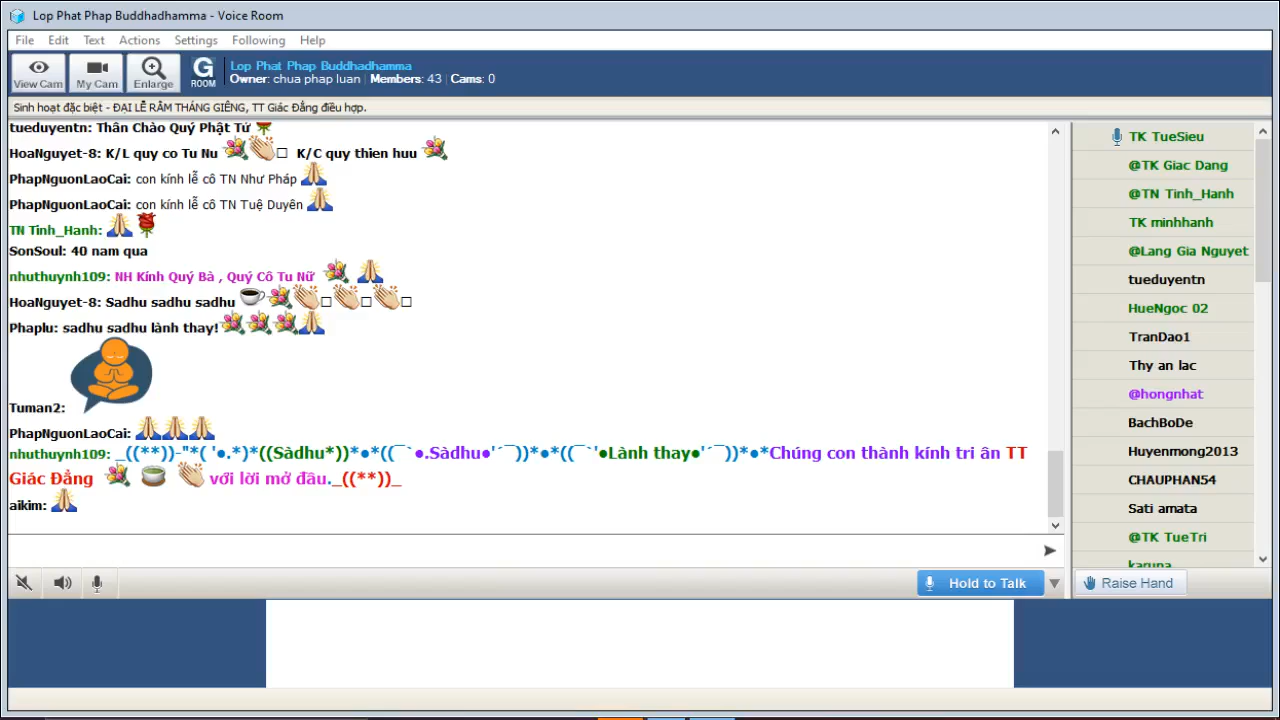 Lop Phat Phap Buddhadhamma - Voice Room
File Edit Text Actions Settings Following Help
View Cam My Cam Enlarge G ROOM
Lop Phat Phap Buddhadhamma
Owner: chua phap luan | Members: 43 | Cams: 0
Sinh hoạt đặc biệt - ĐẠI LỄ RẰM THÁNG GIÊNG, TT Giác Đẳng điều hợp.
tueduyentn: Thân Chào Quý Phật Tử
HoaNguyet-8: K/L quy co Tu Nu K/C quy thien huu
PhapNguonLaoCai: con kính lễ cô TN Như Pháp
PhapNguonLaoCai: con kính lễ cô TN Tuệ Duyên
TN Tinh_Hanh:
SonSoul: 40 nam qua
nhuthuynh109: NH Kính Quý Bà , Quý Cô Tu Nữ
HoaNguyet-8: Sadhu sadhu sadhu
Phaplu: sadhu sadhu lành thay!
Tuman2:
PhapNguonLaoCai:
nhuthuynh109: _((**))-"*( '●.*)*((Sàdhu*))*●*((¯`●.Sàdhu●'´¯))*●*((¯`'●Lành thay●'´¯))*●*Chúng con thành kính tri ân TT
Giác Đẳng với lời mở đầu._((**))_
aikim:
Hold to Talk
TK TueSieu
@TK Giac Dang
@TN Tinh_Hanh
TK minhhanh
@Lang Gia Nguyet
tueduyentn
HueNgoc 02
TranDao1
Thy an lac
@hongnhat
BachBoDe
Huyenmong2013
CHAUPHAN54
Sati amata
@TK TueTri
karuna
Raise Hand